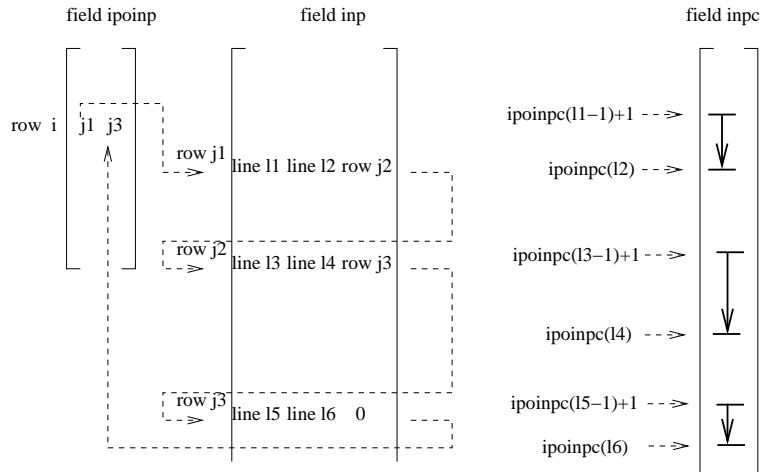 field ipoinp
field inp
field inpc
row i j1 j3
row j1
line l1 line l2 row j2
row j2
line l3 line l4 row j3
row j3
line l5 line l6 0
ipoinpc(l1−1)+1
ipoinpc(l2)
ipoinpc(l3−1)+1
ipoinpc(l4)
ipoinpc(l5−1)+1
ipoinpc(l6)